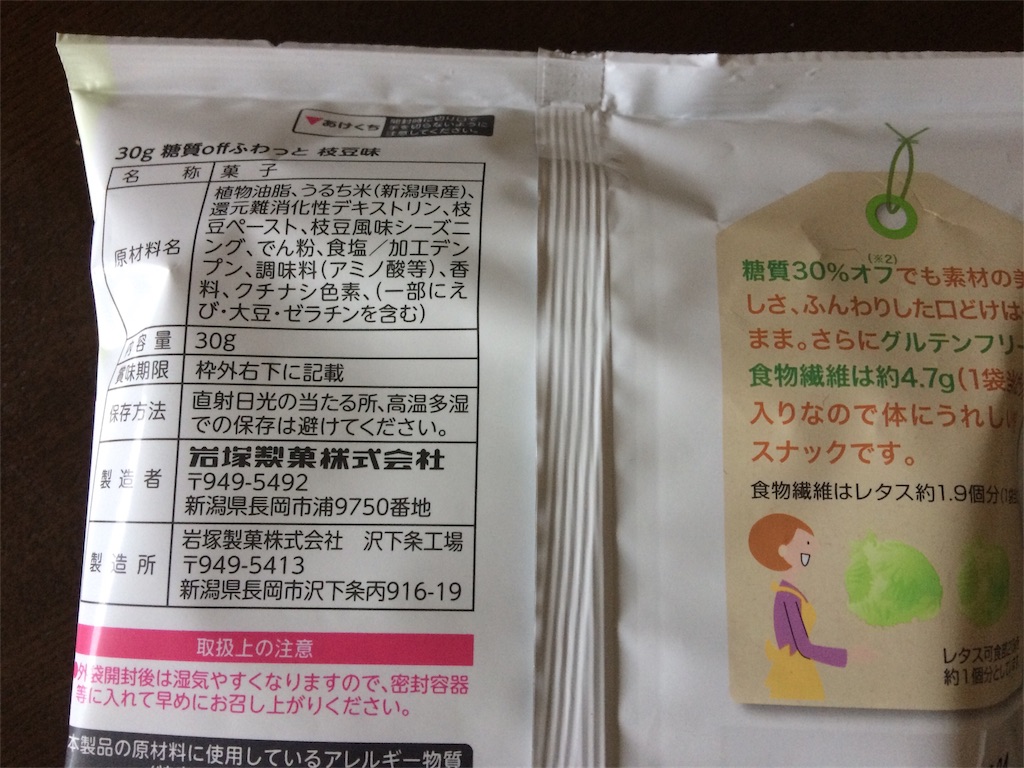 ▼あけくち
30g 糖質offふわっと 枝豆味
名 称 菓 子
原材料名
植物油脂、うるち米(新潟県産)、
還元難消化性デキストリン、枝
豆ペースト、枝豆風味シーズニ
ング、でん粉、食塩／加工デン
プン、調味料(アミノ酸等)、香
料、クチナシ色素、(一部にえ
び・大豆・ゼラチンを含む)
内容量 30g
賞味期限 枠外右下に記載
保存方法
直射日光の当たる所、高温多湿
での保存は避けてください。
製造者
岩塚製菓株式会社
〒949-5492
新潟県長岡市浦9750番地
製造所
岩塚製菓株式会社 沢下条工場
〒949-5413
新潟県長岡市沢下条丙916-19
取扱上の注意
●外袋開封後は湿気やすくなりますので、密封容器
等に入れて早めにお召し上がりください。
本製品の原材料に使用しているアレルギー物質
(※2)
糖質30%オフでも素材の美
しさ、ふんわりした口どけは
まま。さらにグルテンフリー
食物繊維は約4.7g(1袋
入りなので体にうれしい
スナックです。
食物繊維はレタス約1.9個分(1
レタス可食部
約1個分とし